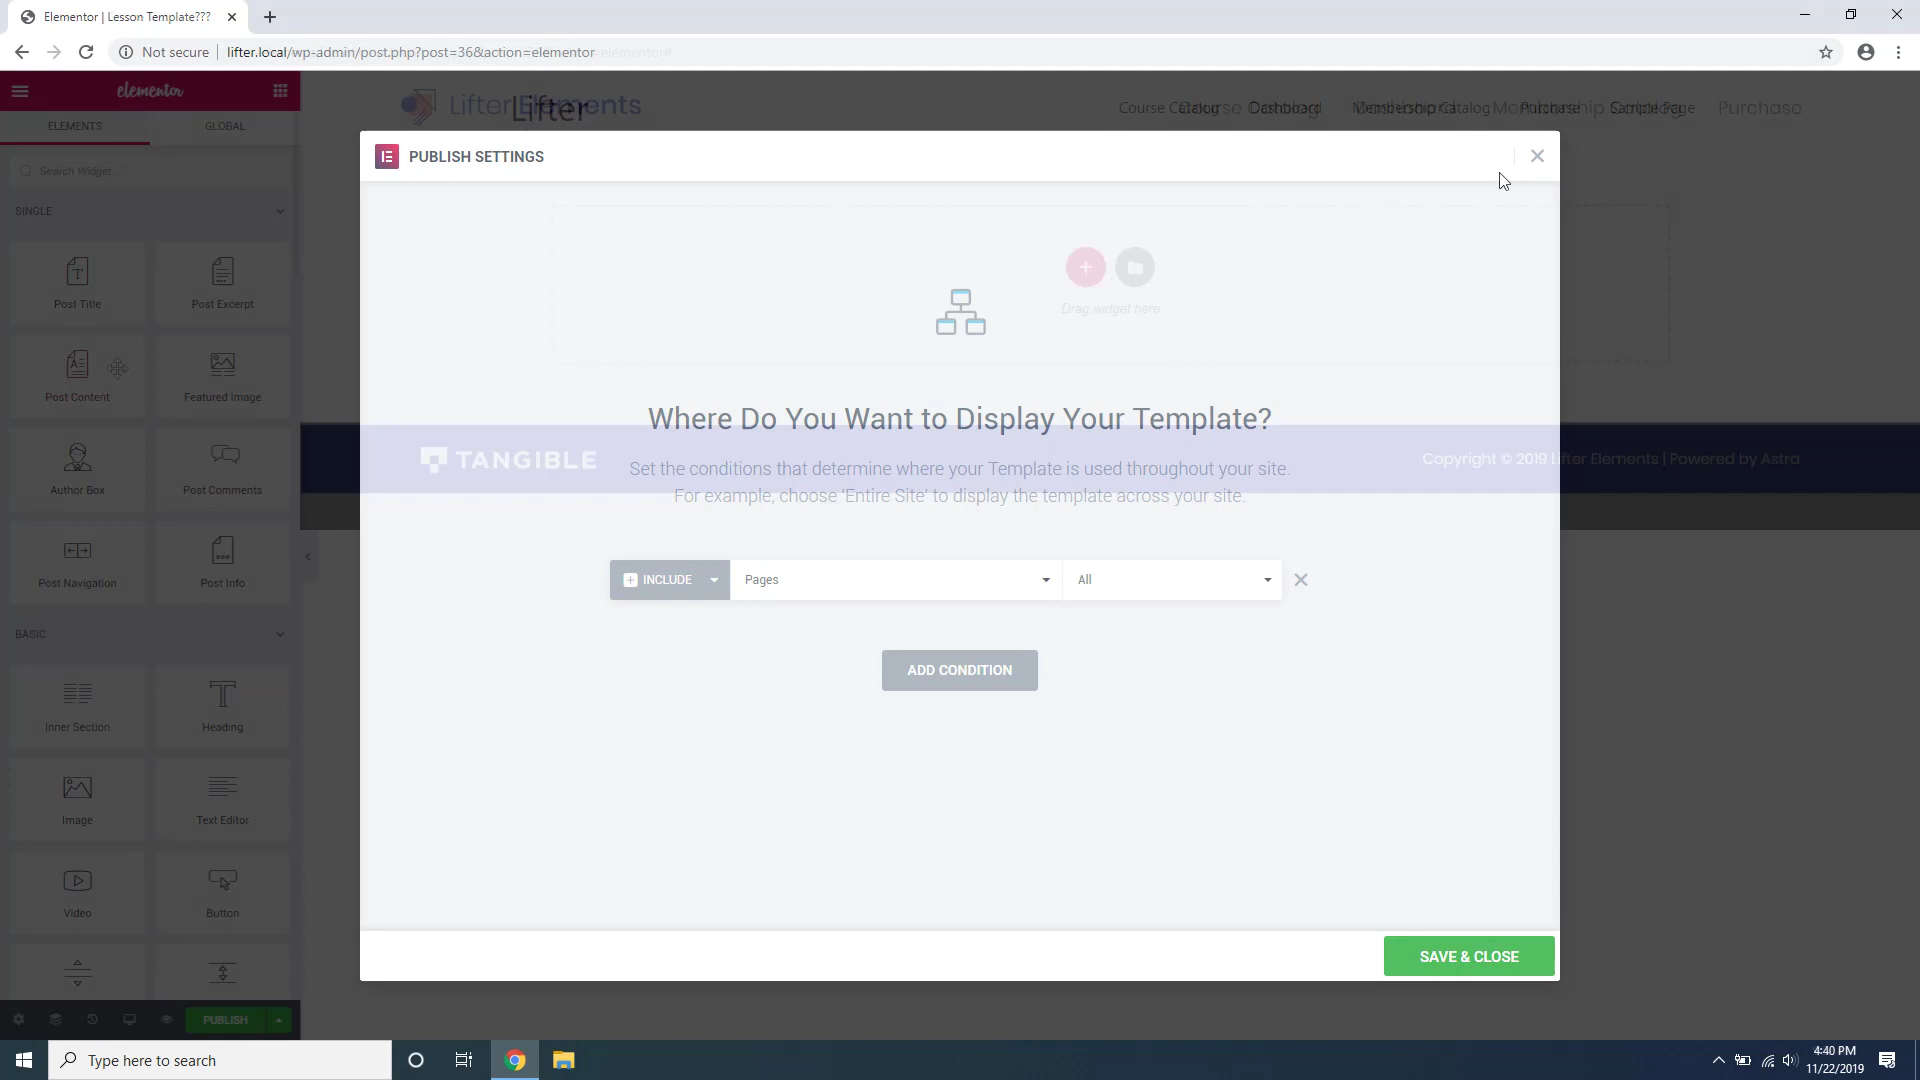 Elementor | Lesson Template???
Not secure
lifter.local/wp-admin/post.php?post=36&action=elementor
elementor
ELEMENTS
GLOBAL
Search Widget...
SINGLE
Post Title
Post Excerpt
Post Content
Featured Image
Author Box
Post Comments
Post Navigation
Post Info
BASIC
Inner Section
Heading
Image
Text Editor
Video
Button
PUBLISH
Lifter Elements
Lifter
Course Catalog Dashboard Membership Catalog Purchase Sample Page
Course Catalog Dashboard Membership Catalog Purchase
PUBLISH SETTINGS
Drag widget here
Where Do You Want to Display Your Template?
TANGIBLE
Set the conditions that determine where your Template is used throughout your site.
For example, choose 'Entire Site' to display the template across your site.
Copyright © 2019 Lifter Elements | Powered by Astra
INCLUDE
Pages
All
ADD CONDITION
SAVE & CLOSE
Type here to search
4:40 PM
11/22/2019